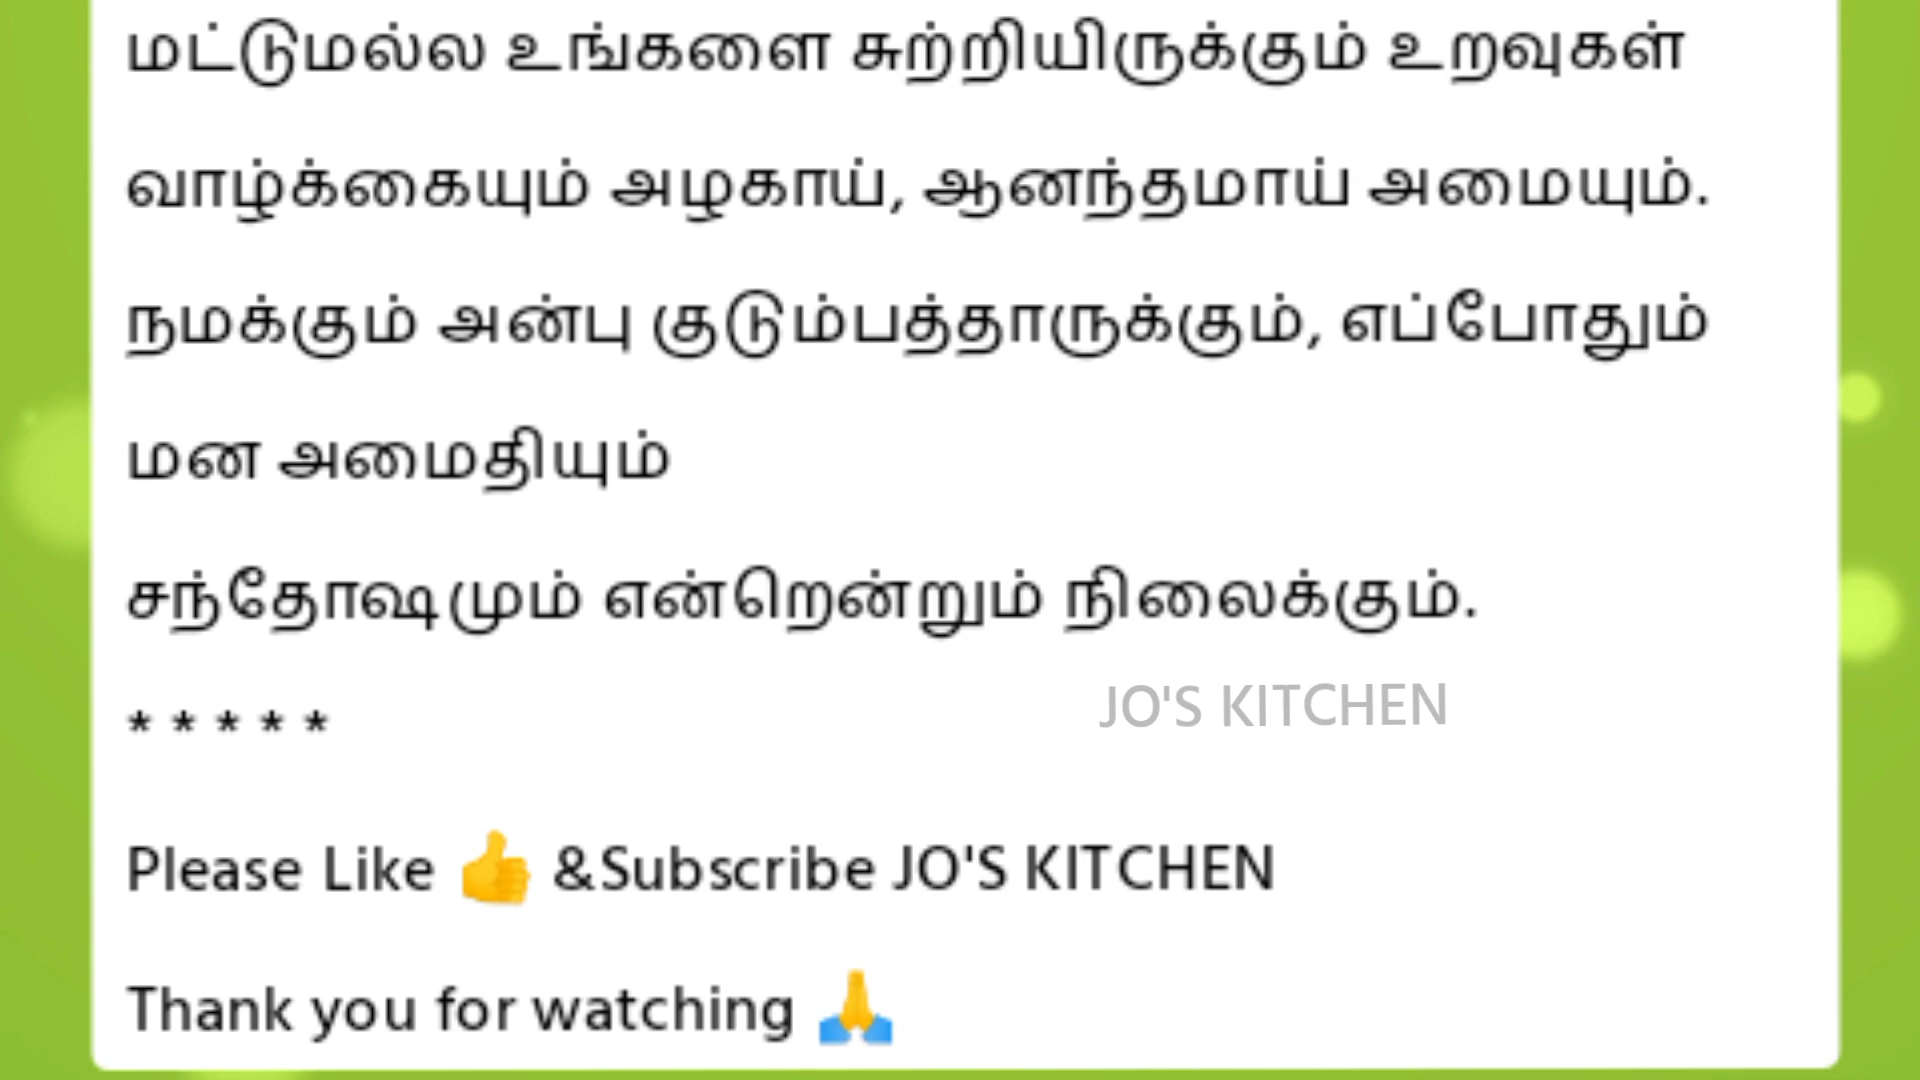 மட்டுமல்ல உங்களை சுற்றியிருக்கும் உறவுகள்
வாழ்க்கையும் அழகாய், ஆனந்தமாய் அமையும்.
நமக்கும் அன்பு குடும்பத்தாருக்கும், எப்போதும்
மன அமைதியும்
சந்தோஷமும் என்றென்றும் நிலைக்கும்.
* * * * *
JO'S KITCHEN
Please Like 👍 &Subscribe JO'S KITCHEN
Thank you for watching 🙏